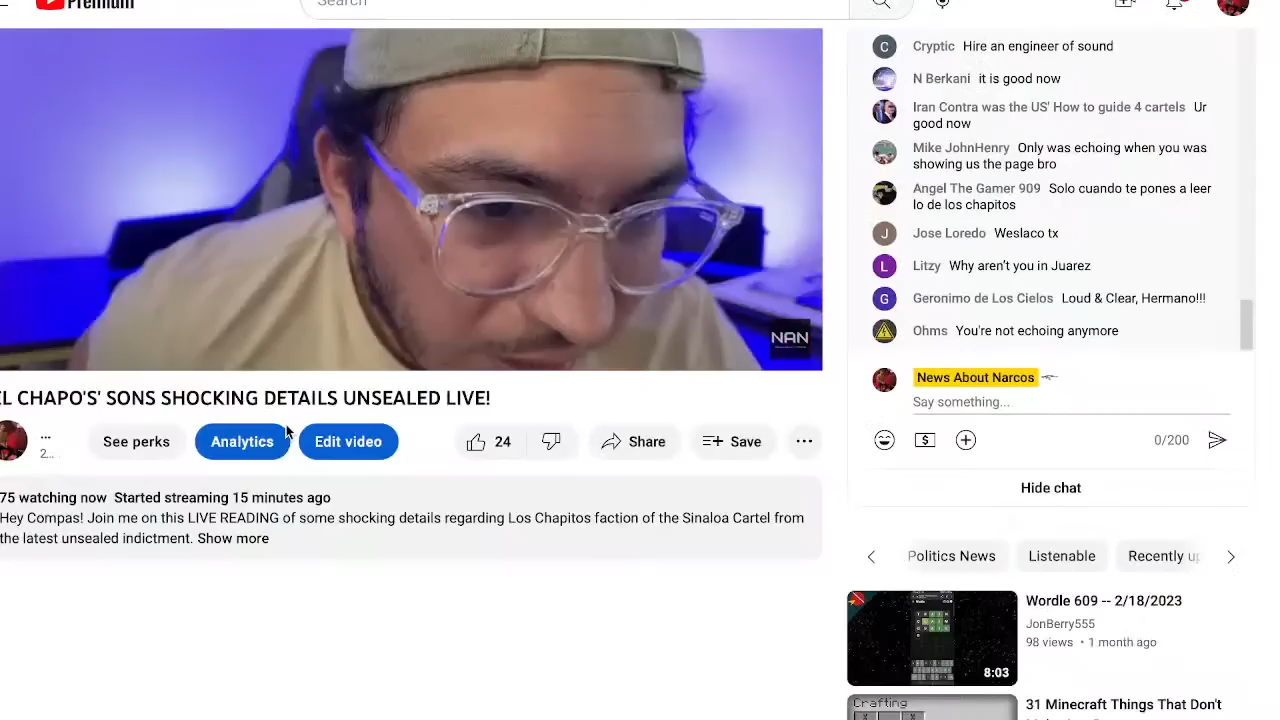 Premium
Search
Cryptic Hire an engineer of sound
N Berkani it is good now
Iran Contra was the US' How to guide 4 cartels Ur
good now
Mike JohnHenry Only was echoing when you was
showing us the page bro
Angel The Gamer 909 Solo cuando te pones a leer
lo de los chapitos
Jose Loredo Weslaco tx
Litzy Why aren't you in Juarez
Geronimo de Los Cielos Loud & Clear, Hermano!!!
Ohms You're not echoing anymore
News About Narcos
Say something...
0/200
Hide chat
NAN
EL CHAPO'S' SONS SHOCKING DETAILS UNSEALED LIVE!
...
2...
See perks
Analytics
Edit video
24
Share
Save
75 watching now Started streaming 15 minutes ago
Hey Compas! Join me on this LIVE READING of some shocking details regarding Los Chapitos faction of the Sinaloa Cartel from
the latest unsealed indictment. Show more
Politics News
Listenable
Recently up
Wordle 609 -- 2/18/2023
JonBerry555
98 views • 1 month ago
8:03
31 Minecraft Things That Don't
Crafting